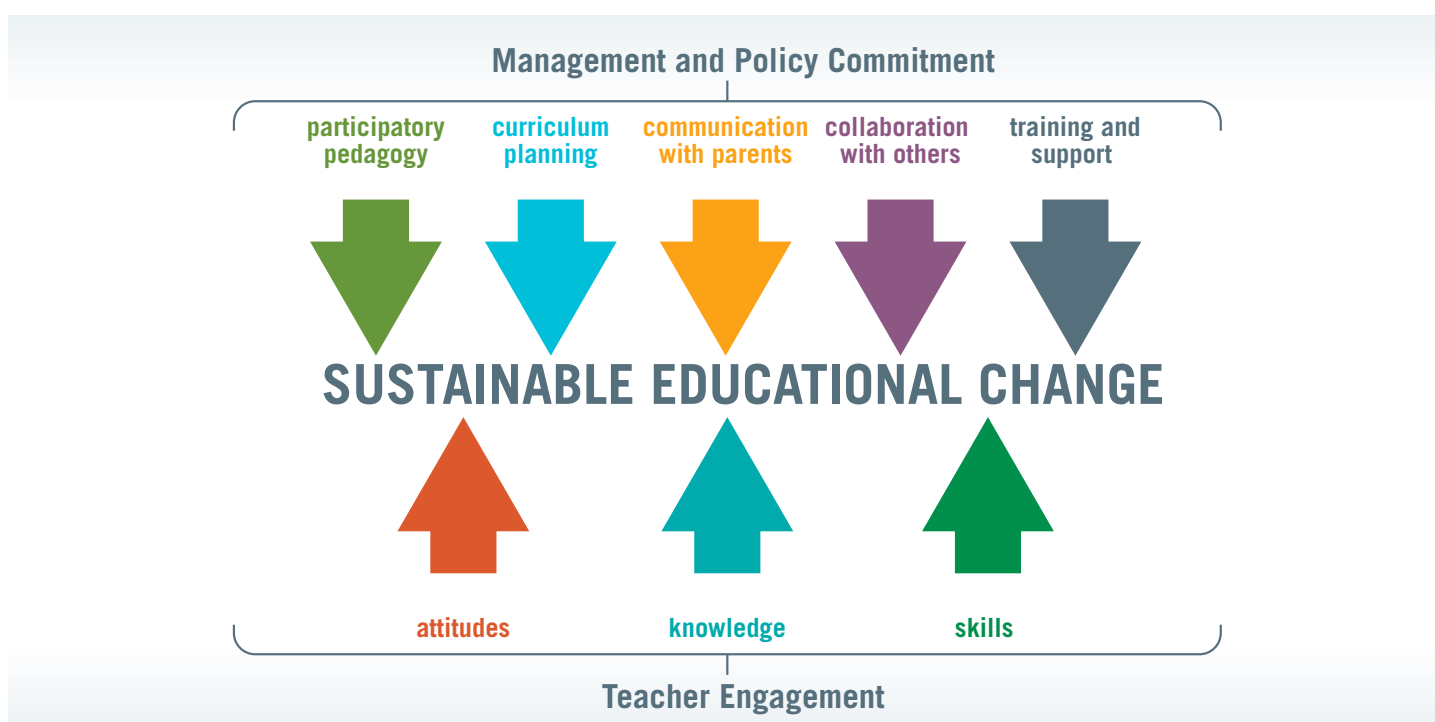 Management and Policy Commitment
participatory
pedagogy
curriculum
planning
communication
with parents
collaboration
with others
training and
support
SUSTAINABLE EDUCATIONAL CHANGE
attitudes
knowledge
skills
Teacher Engagement